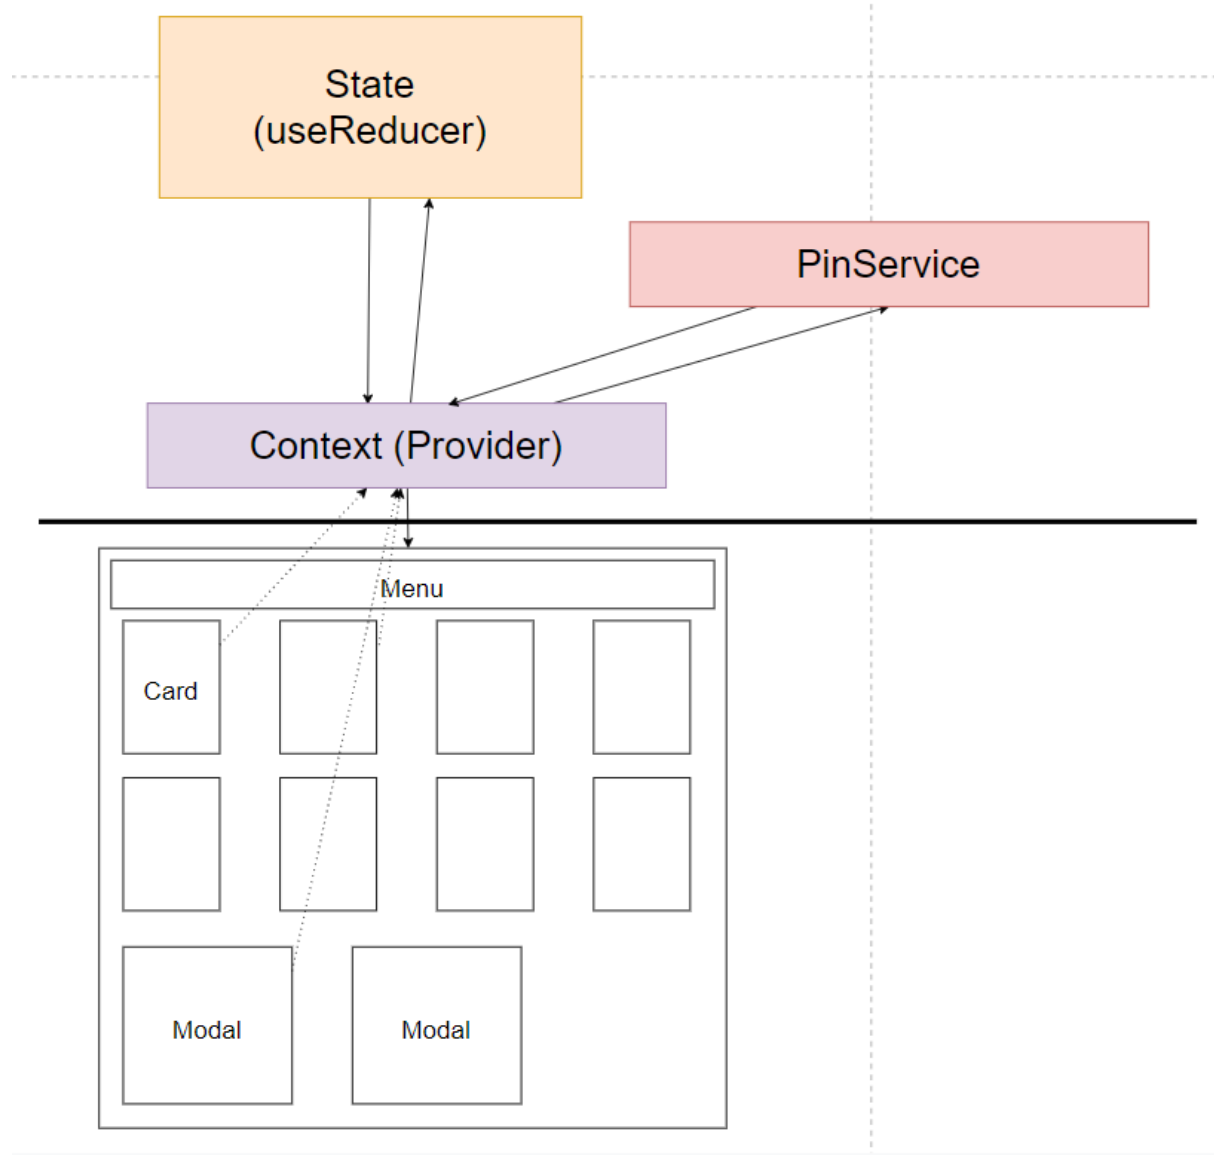 State
(useReducer)
PinService
Context (Provider)
Menu
Card
Modal
Modal